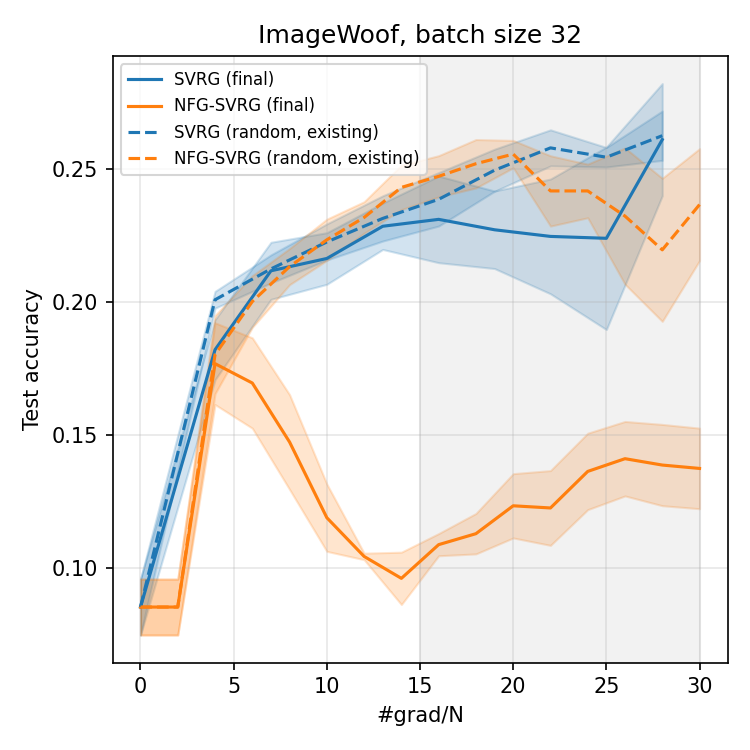 ImageWoof, batch size 32
SVRG (final)
NFG-SVRG (final)
SVRG (random, existing)
NFG-SVRG (random, existing)
Test accuracy
0.25
0.20
0.15
0.10
0 5 10 15 20 25 30
#grad/N